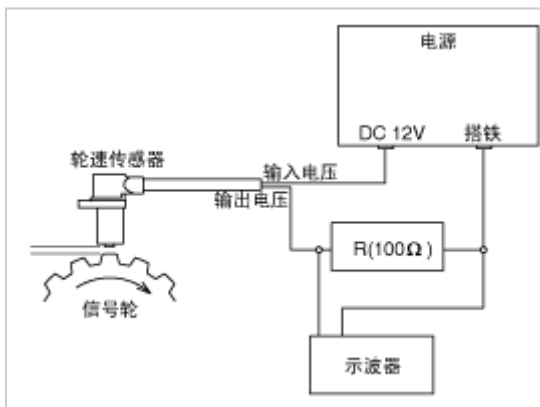 电源
DC 12V 搭铁
轮速传感器
输入电压
输出电压
R(100Ω)
信号轮
示波器